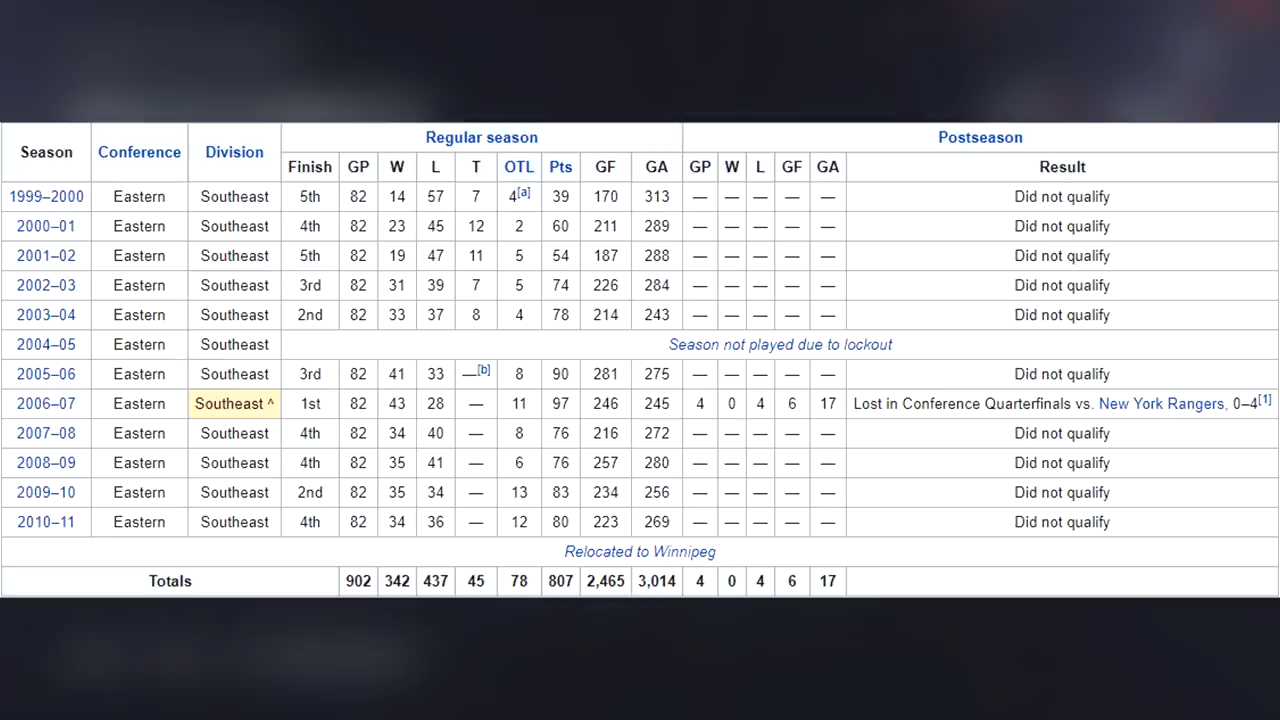 Season Conference Division Regular season Postseason
Finish GP W L T OTL Pts GF GA GP W L GF GA Result
1999–2000 Eastern Southeast 5th 82 14 57 7 4[a] 39 170 313 — — — — — Did not qualify
2000–01 Eastern Southeast 4th 82 23 45 12 2 60 211 289 — — — — — Did not qualify
2001–02 Eastern Southeast 5th 82 19 47 11 5 54 187 288 — — — — — Did not qualify
2002–03 Eastern Southeast 3rd 82 31 39 7 5 74 226 284 — — — — — Did not qualify
2003–04 Eastern Southeast 2nd 82 33 37 8 4 78 214 243 — — — — — Did not qualify
2004–05 Eastern Southeast Season not played due to lockout
2005–06 Eastern Southeast 3rd 82 41 33 —[b] 8 90 281 275 — — — — — Did not qualify
2006–07 Eastern Southeast ^ 1st 82 43 28 — 11 97 246 245 4 0 4 6 17 Lost in Conference Quarterfinals vs. New York Rangers, 0–4[1]
2007–08 Eastern Southeast 4th 82 34 40 — 8 76 216 272 — — — — — Did not qualify
2008–09 Eastern Southeast 4th 82 35 41 — 6 76 257 280 — — — — — Did not qualify
2009–10 Eastern Southeast 2nd 82 35 34 — 13 83 234 256 — — — — — Did not qualify
2010–11 Eastern Southeast 4th 82 34 36 — 12 80 223 269 — — — — — Did not qualify
Relocated to Winnipeg
Totals 902 342 437 45 78 807 2,465 3,014 4 0 4 6 17